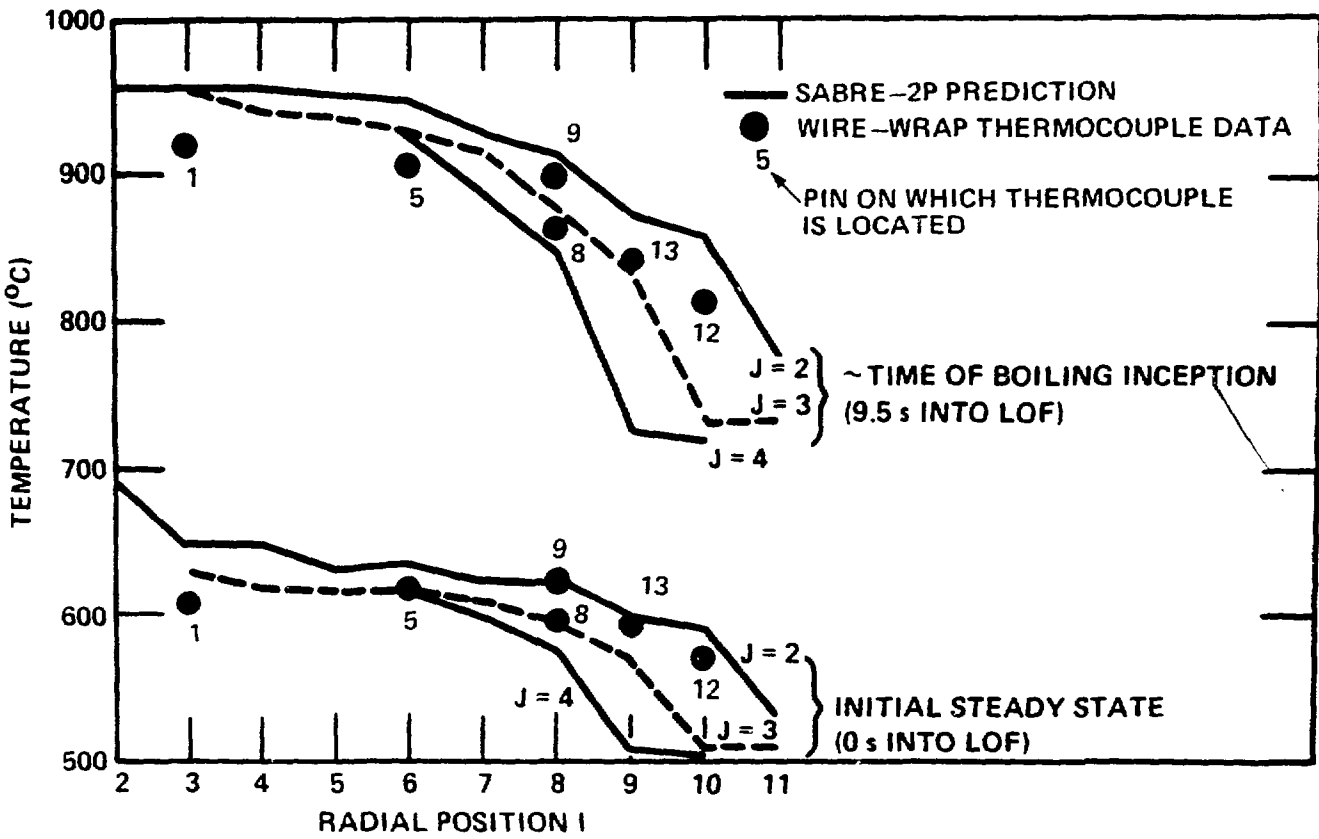 1000
900
800
700
600
500
TEMPERATURE (°C)
SABRE–2P PREDICTION
WIRE–WRAP THERMOCOUPLE DATA
5
PIN ON WHICH THERMOCOUPLE
IS LOCATED
1
5
9
8
13
12
J = 2
J = 3
J = 4
~ TIME OF BOILING INCEPTION
(9.5 s INTO LOF)
1
5
9
8
13
12
J = 2
J = 3
J = 4
INITIAL STEADY STATE
(0 s INTO LOF)
2 3 4 5 6 7 8 9 10 11
RADIAL POSITION I